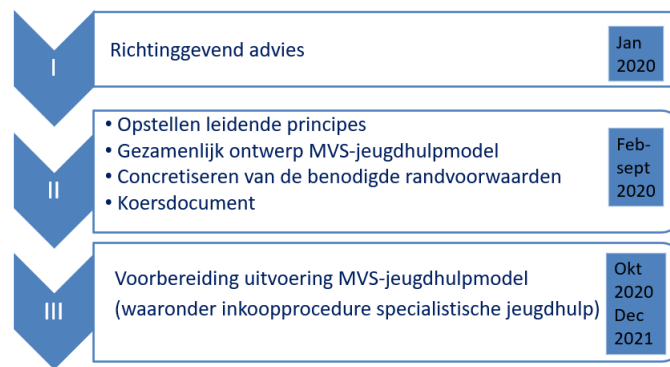 I
Richtinggevend advies
Jan
2020
II
• Opstellen leidende principes
• Gezamenlijk ontwerp MVS-jeugdhulpmodel
• Concretiseren van de benodigde randvoorwaarden
• Koersdocument
Feb-
sept
2020
III
Voorbereiding uitvoering MVS-jeugdhulpmodel
(waaronder inkoopprocedure specialistische jeugdhulp)
Okt
2020
Dec
2021